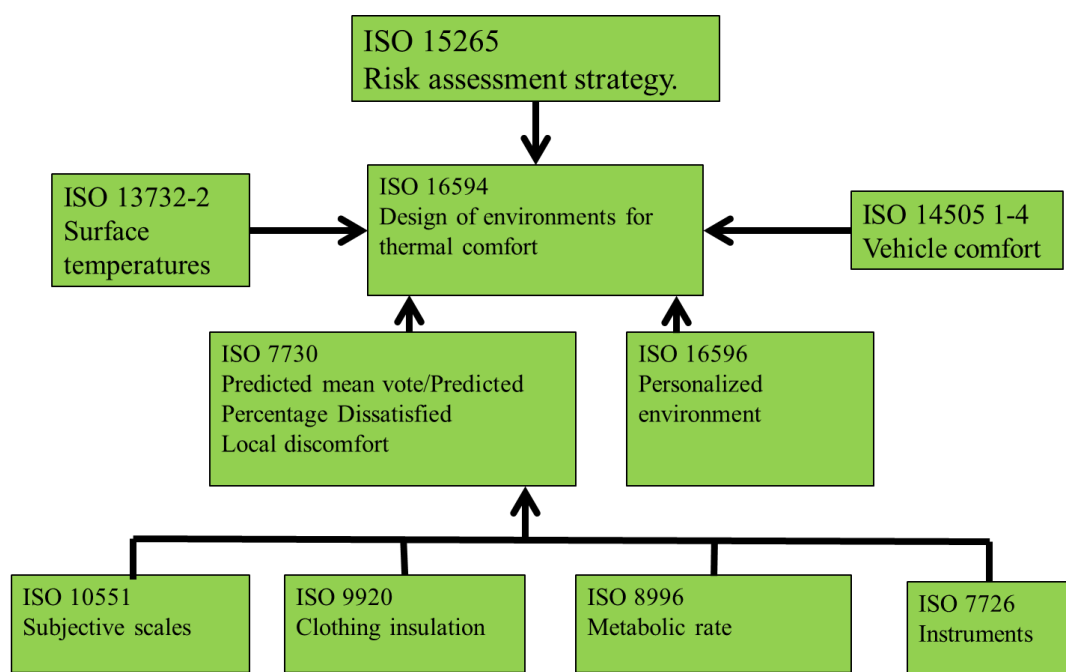 ISO 15265
Risk assessment strategy.
ISO 13732-2
Surface
temperatures
ISO 16594
Design of environments for
thermal comfort
ISO 14505 1-4
Vehicle comfort
ISO 7730
Predicted mean vote/Predicted
Percentage Dissatisfied
Local discomfort
ISO 16596
Personalized
environment
ISO 10551
Subjective scales
ISO 9920
Clothing insulation
ISO 8996
Metabolic rate
ISO 7726
Instruments